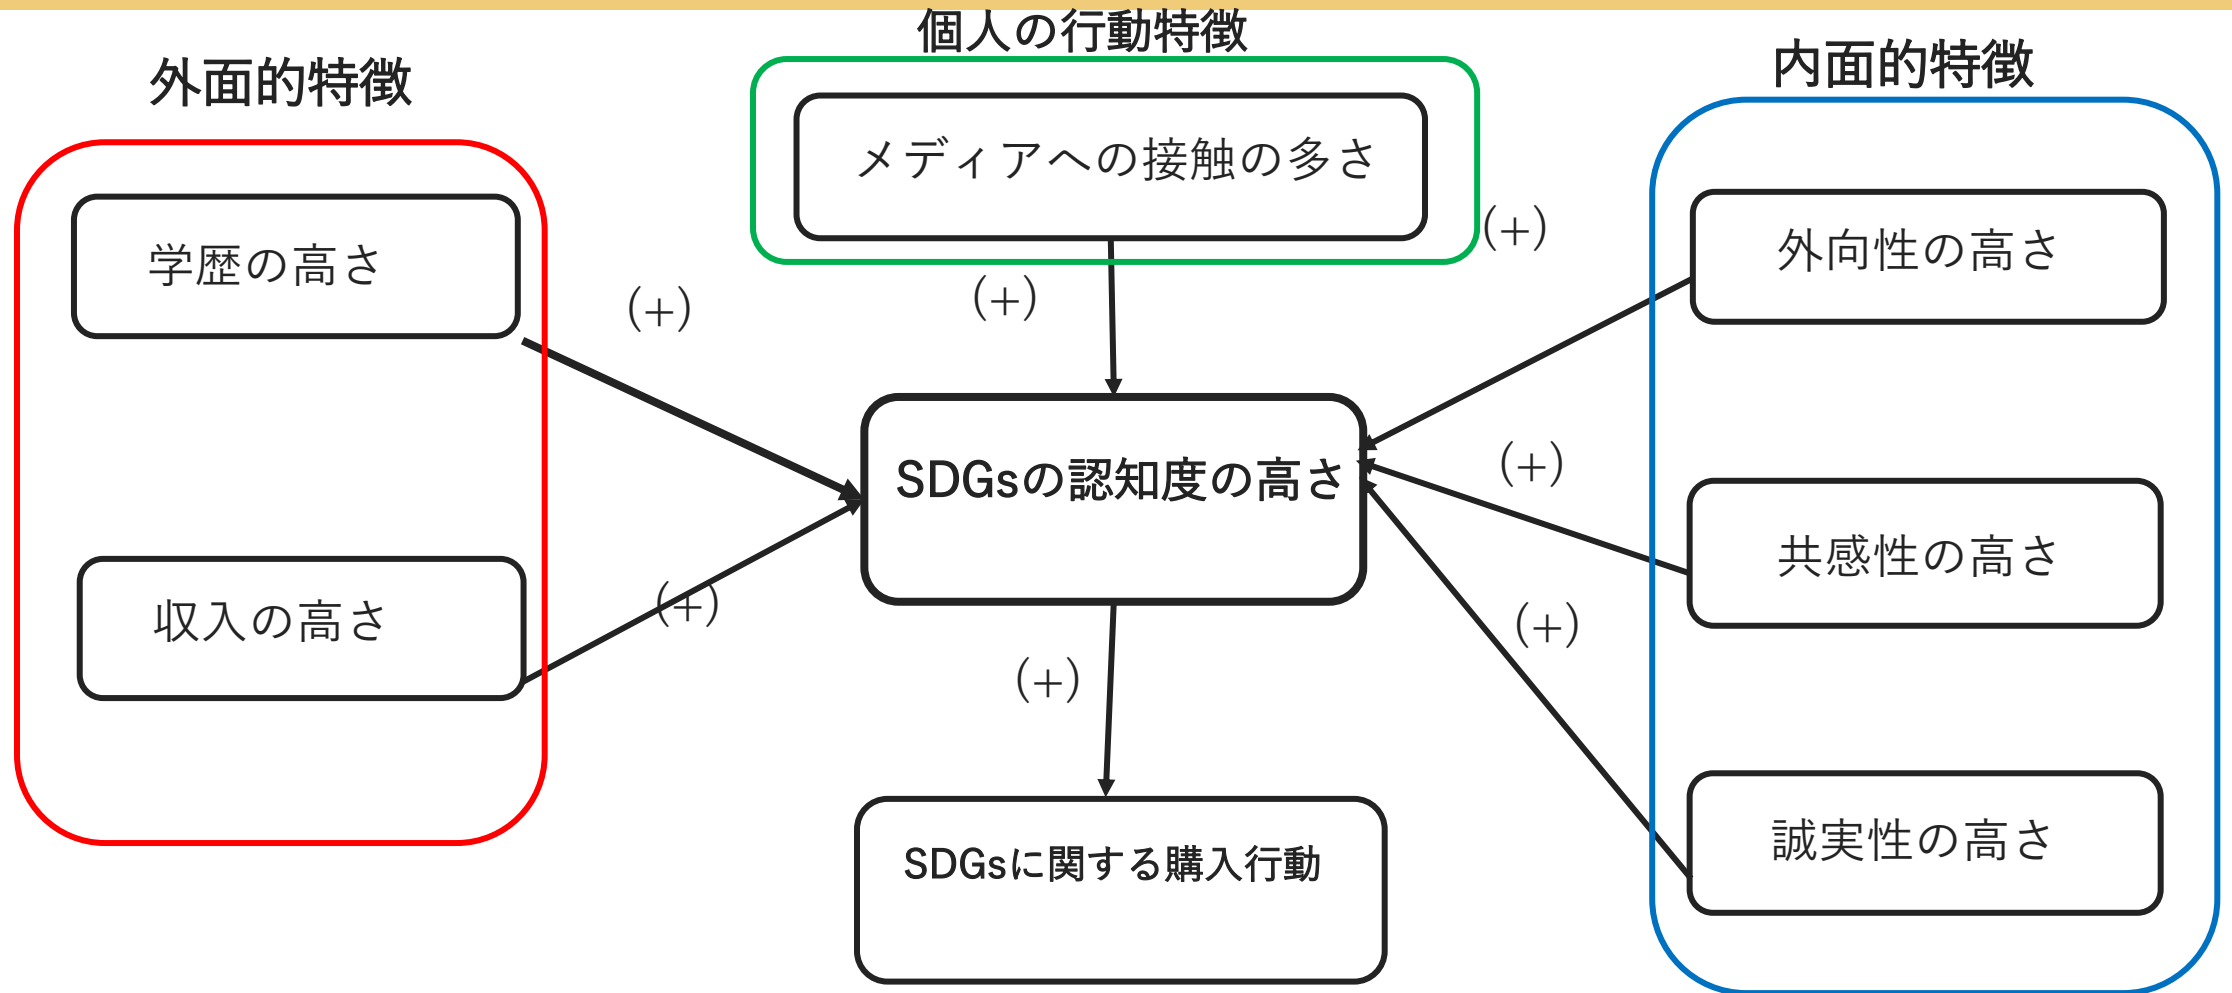 個人の行動特徴
外面的特徴
内面的特徴
メディアへの接触の多さ
学歴の高さ
(+)
(+)
(+)
外向性の高さ
SDGsの認知度の高さ
(+)
共感性の高さ
収入の高さ
(+)
(+)
(+)
SDGsに関する購入行動
誠実性の高さ